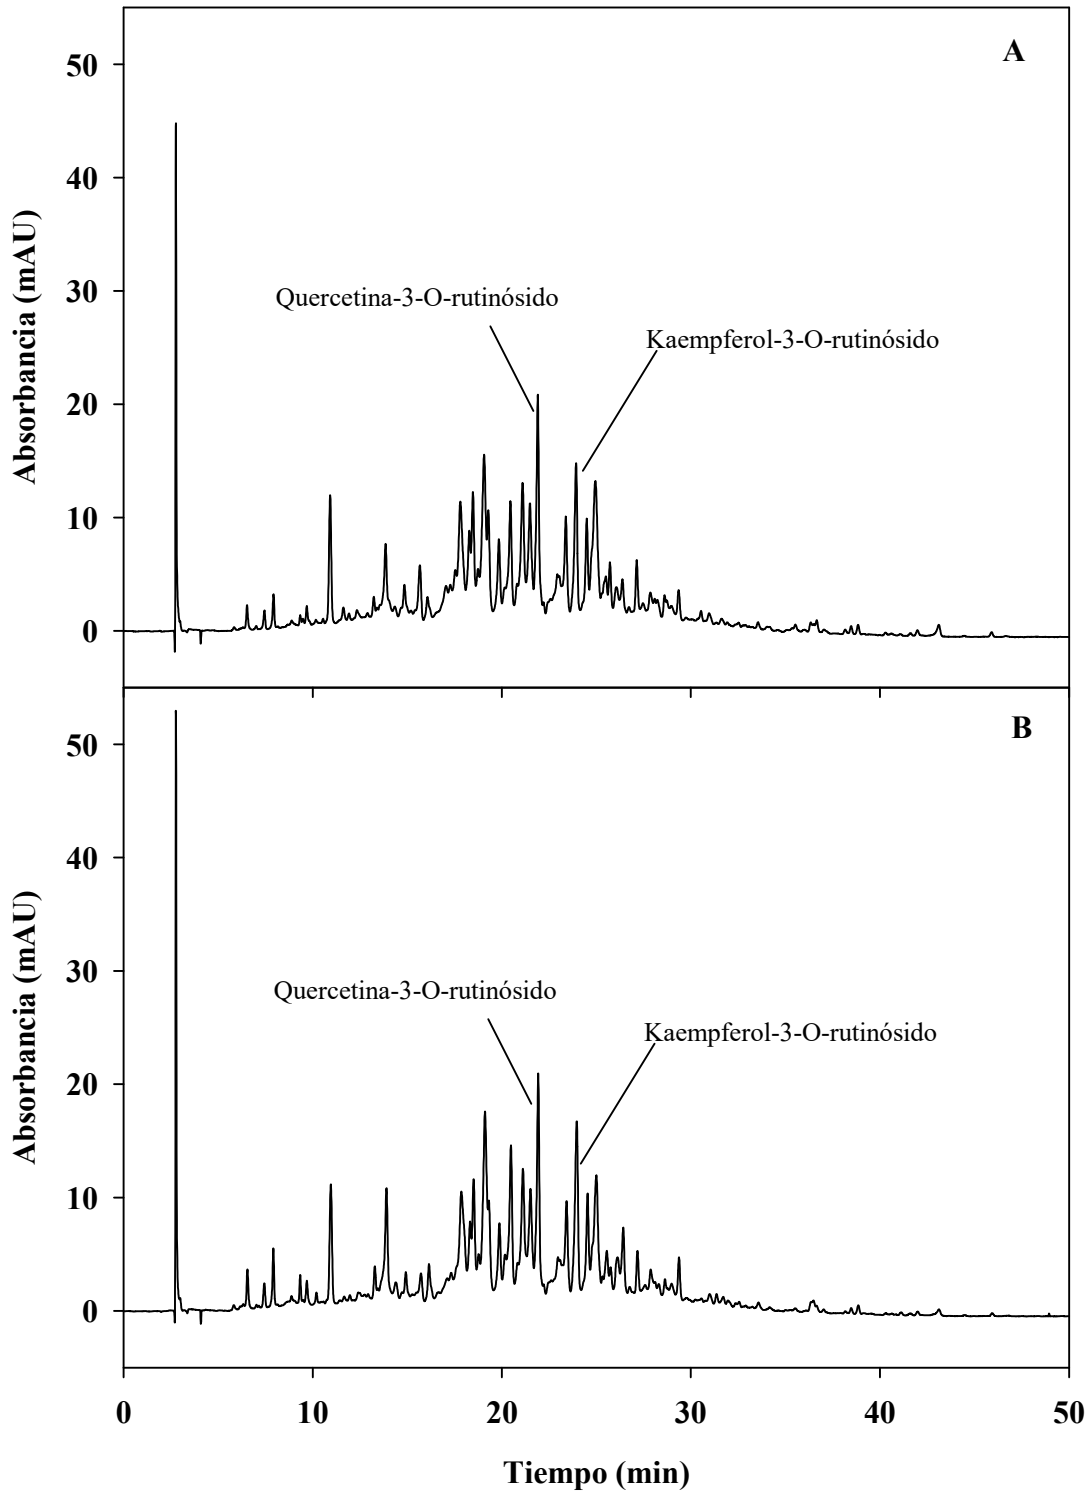 A
50
40
30
20
10
0
Absorbancia (mAU)
Quercetina-3-O-rutinósido
Kaempferol-3-O-rutinósido
B
50
40
30
20
10
0
Absorbancia (mAU)
Quercetina-3-O-rutinósido
Kaempferol-3-O-rutinósido
0 10 20 30 40 50
Tiempo (min)